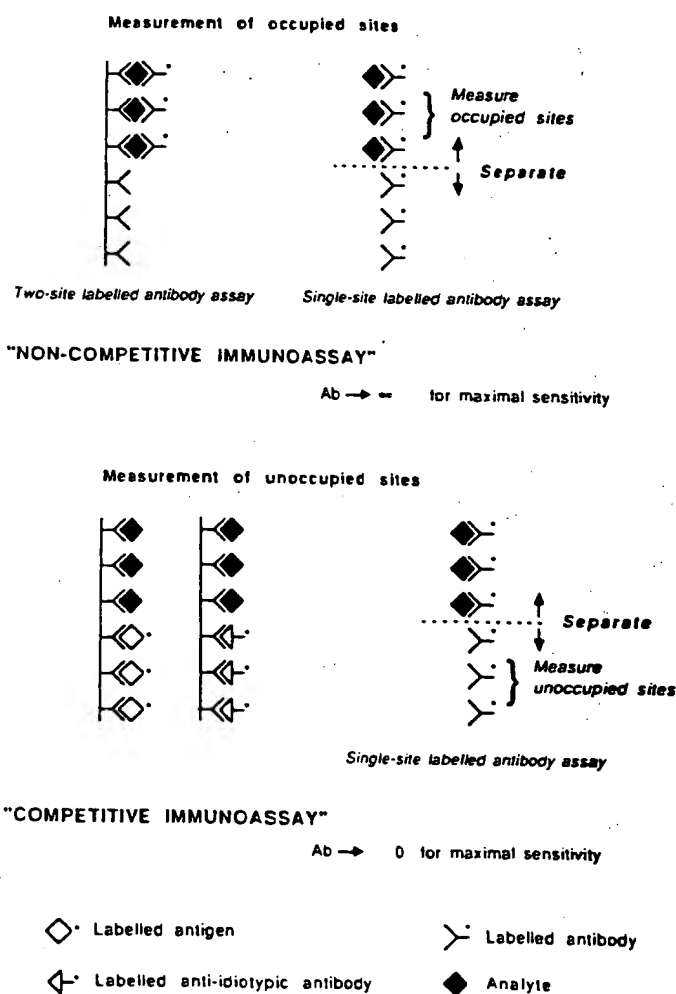 Measurement of occupied sites
Measure
occupied sites
Separate
Two-site labelled antibody assay
Single-site labelled antibody assay
"NON-COMPETITIVE IMMUNOASSAY"
Ab → ∞ for maximal sensitivity
Measurement of unoccupied sites
Separate
Measure
unoccupied sites
Single-site labelled antibody assay
"COMPETITIVE IMMUNOASSAY"
Ab → 0 for maximal sensitivity
Labelled antigen
Labelled antibody
Labelled anti-idiotypic antibody
Analyte